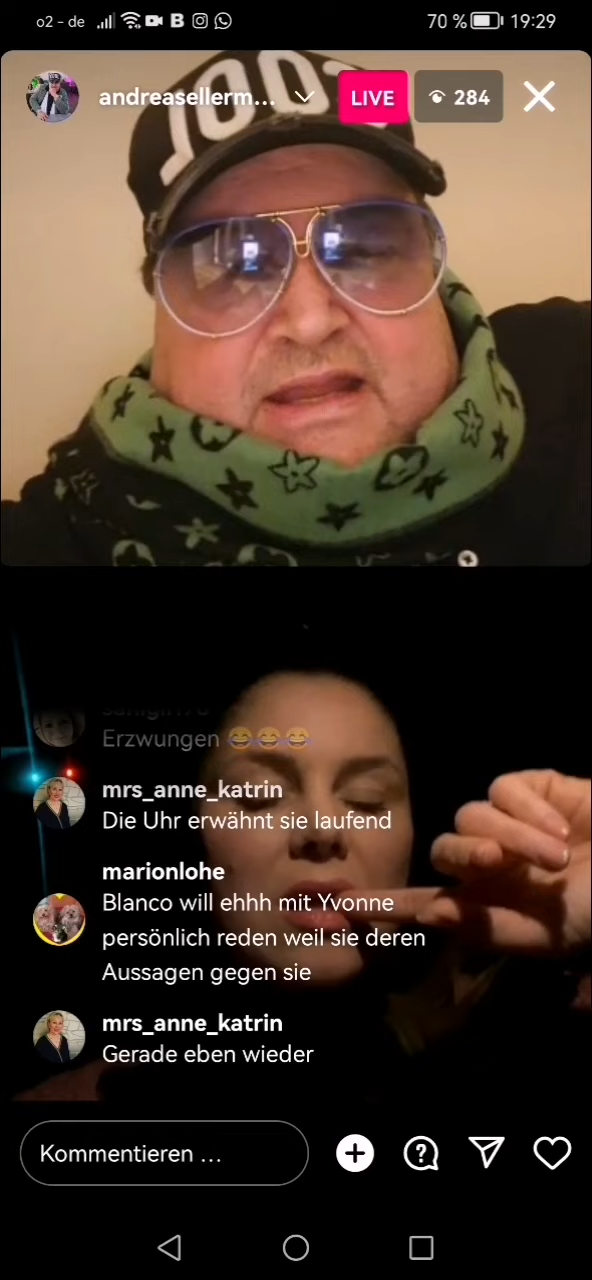 o2 - de
70 %
19:29
andreasellerm...
LIVE
284
Erzwungen 😂😂😂
mrs_anne_katrin
Die Uhr erwähnt sie laufend
marionlohe
Blanco will ehhh mit Yvonne
persönlich reden weil sie deren
Aussagen gegen sie
mrs_anne_katrin
Gerade eben wieder
Kommentieren ...